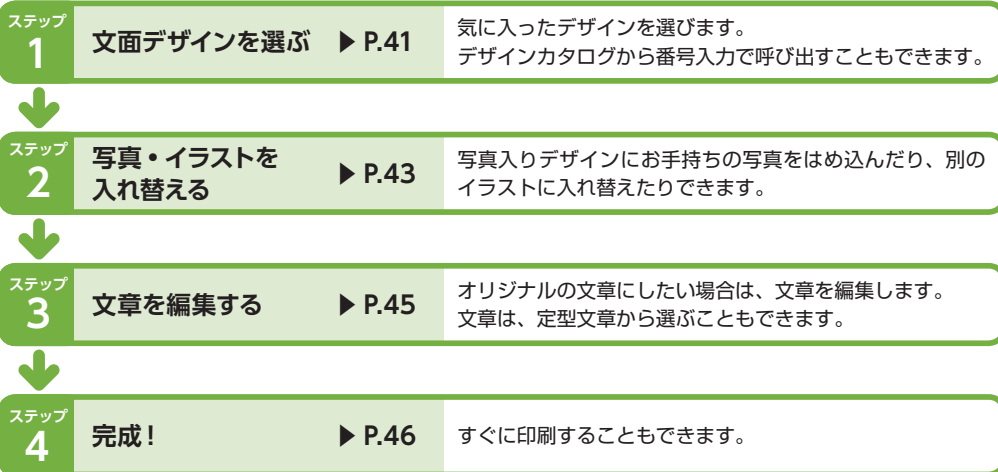 ステップ
1
文面デザインを選ぶ ▶ P.41
気に入ったデザインを選びます。
デザインカタログから番号入力で呼び出すこともできます。
ステップ
2
写真・イラストを
入れ替える ▶ P.43
写真入りデザインにお手持ちの写真をはめ込んだり、別の
イラストに入れ替えたりできます。
ステップ
3
文章を編集する ▶ P.45
オリジナルの文章にしたい場合は、文章を編集します。
文章は、定型文章から選ぶこともできます。
ステップ
4
完成! ▶ P.46
すぐに印刷することもできます。